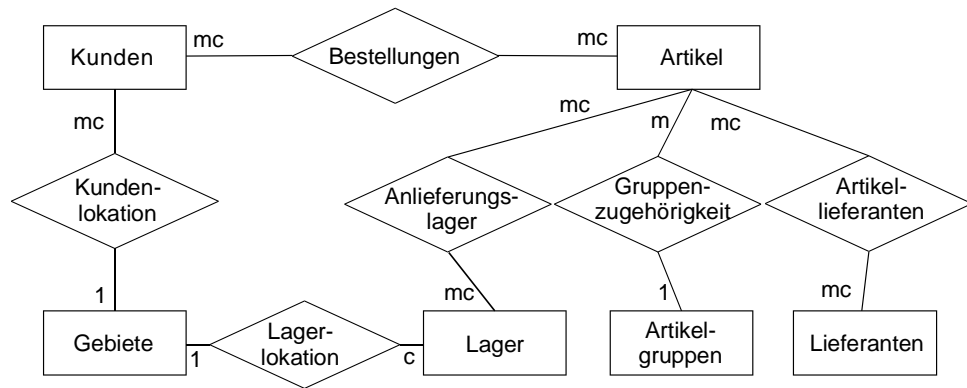 Kunden
mc
Bestellungen
mc
Artikel
mc
mc
m
mc
Kunden-
lokation
Anlieferungs-
lager
Gruppen-
zugehörigkeit
Artikel-
lieferanten
1
mc
1
mc
Gebiete
1
Lager-
lokation
c
Lager
Artikel-
gruppen
Lieferanten